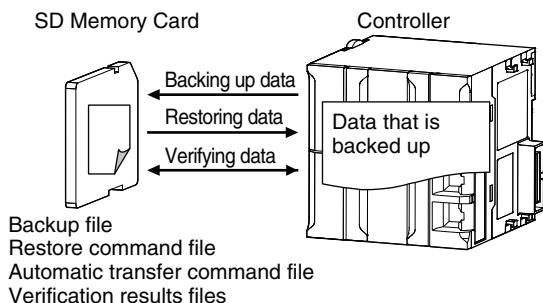 SD Memory Card
Controller
Backing up data
Restoring data
Verifying data
Data that is
backed up
Backup file
Restore command file
Automatic transfer command file
Verification results files